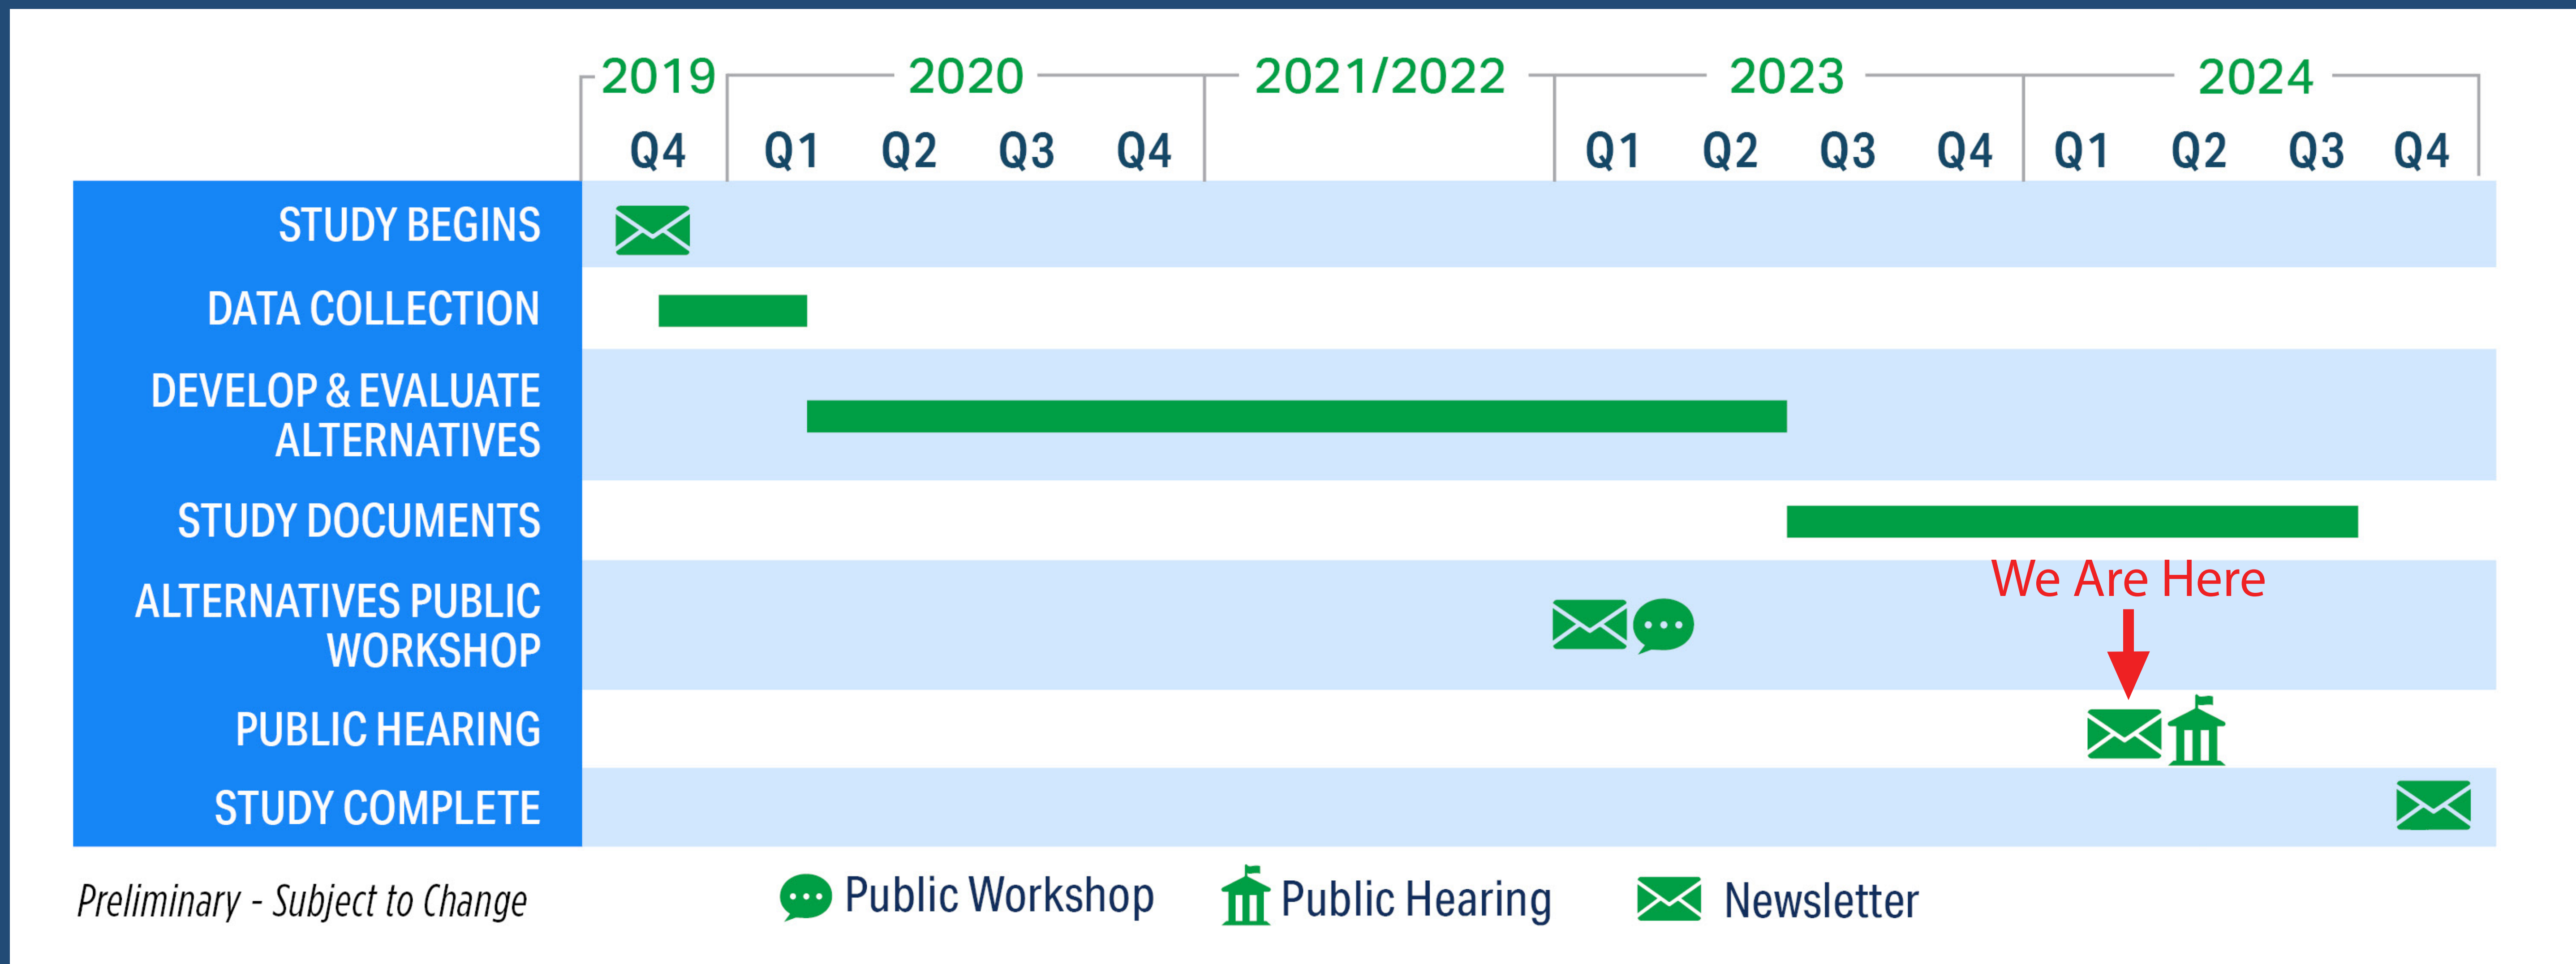 2019 2020 2021/2022 2023 2024
Q4 Q1 Q2 Q3 Q4 Q1 Q2 Q3 Q4 Q1 Q2 Q3 Q4
STUDY BEGINS
DATA COLLECTION
DEVELOP & EVALUATE
ALTERNATIVES
STUDY DOCUMENTS
We Are Here
ALTERNATIVES PUBLIC
WORKSHOP
PUBLIC HEARING
STUDY COMPLETE
Preliminary - Subject to Change
Public Workshop
Public Hearing
Newsletter